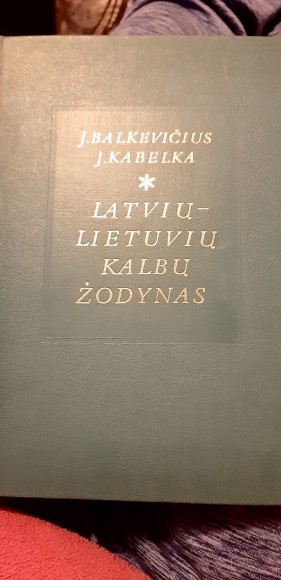 J. BALKEVIČIUS
J. KABELKA
*
LATVIŲ–
LIETUVIŲ
KALBŲ
ŽODYNAS